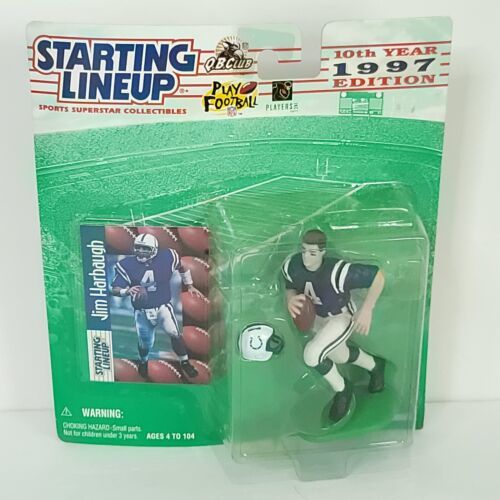 STARTING
LINEUP®
SPORTS SUPERSTAR COLLECTIBLES
Q.B.CLUB
PLAY
FOOTBALL
PLAYERS
10th YEAR
1997
EDITION
Jim Harbaugh
STARTING
LINEUP
4
4
C
WARNING:
CHOKING HAZARD-Small parts.
Not for children under 3 years.
AGES 4 TO 104